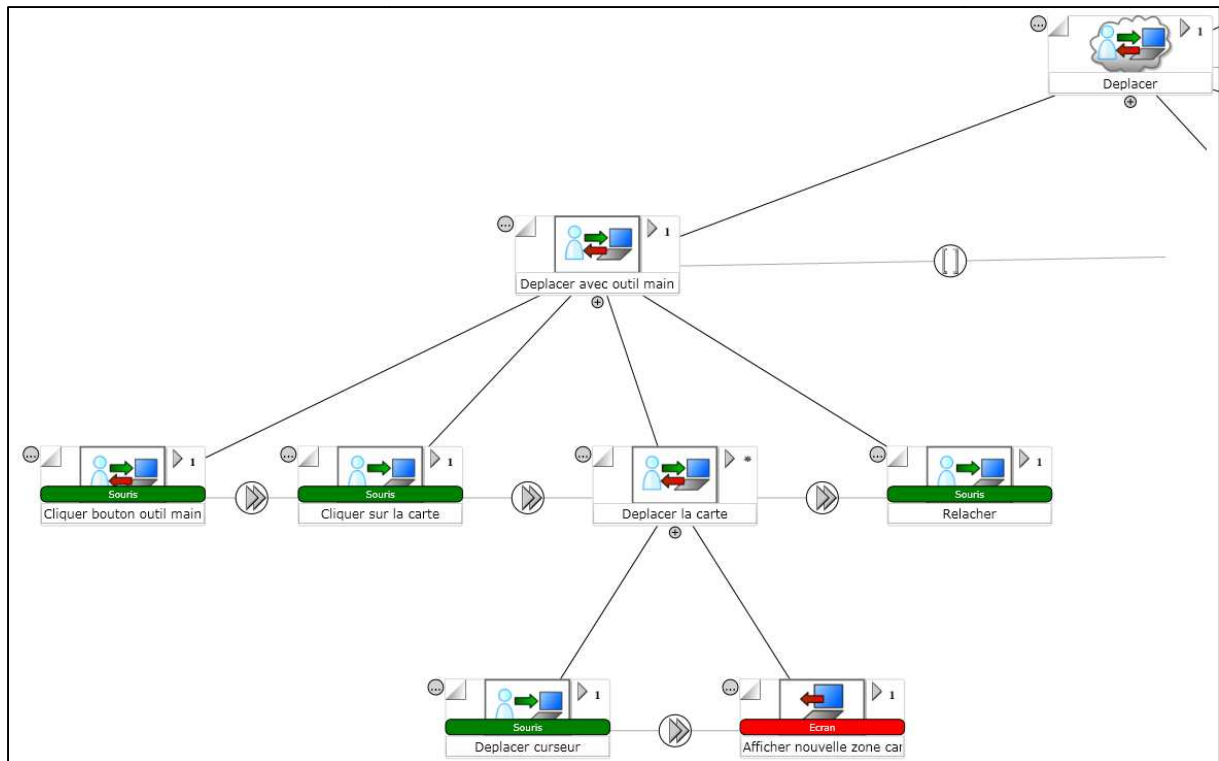 1
Deplacer
1
Deplacer avec outil main
[ ]
1
Souris
Cliquer bouton outil main
1
Souris
Cliquer sur la carte
*
Deplacer la carte
1
Souris
Relacher
1
Souris
Deplacer curseur
1
Ecran
Afficher nouvelle zone car